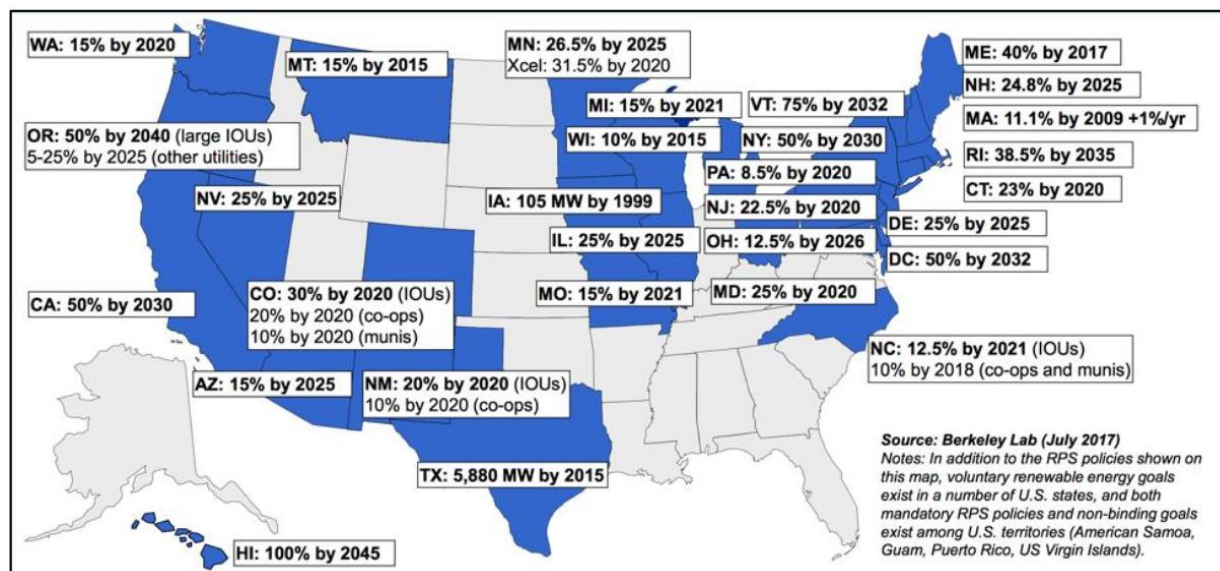 WA: 15% by 2020
MT: 15% by 2015
MN: 26.5% by 2025
Xcel: 31.5% by 2020
ME: 40% by 2017
NH: 24.8% by 2025
MI: 15% by 2021
VT: 75% by 2032
MA: 11.1% by 2009 +1%/yr
OR: 50% by 2040 (large IOUs)
5-25% by 2025 (other utilities)
WI: 10% by 2015
NY: 50% by 2030
RI: 38.5% by 2035
PA: 8.5% by 2020
CT: 23% by 2020
NV: 25% by 2025
IA: 105 MW by 1999
NJ: 22.5% by 2020
DE: 25% by 2025
IL: 25% by 2025
OH: 12.5% by 2026
DC: 50% by 2032
CA: 50% by 2030
CO: 30% by 2020 (IOUs)
20% by 2020 (co-ops)
10% by 2020 (munis)
MO: 15% by 2021
MD: 25% by 2020
NC: 12.5% by 2021 (IOUs)
10% by 2018 (co-ops and munis)
AZ: 15% by 2025
NM: 20% by 2020 (IOUs)
10% by 2020 (co-ops)
TX: 5,880 MW by 2015
HI: 100% by 2045
Source: Berkeley Lab (July 2017)
Notes: In addition to the RPS policies shown on
this map, voluntary renewable energy goals
exist in a number of U.S. states, and both
mandatory RPS policies and non-binding goals
exist among U.S. territories (American Samoa,
Guam, Puerto Rico, US Virgin Islands).